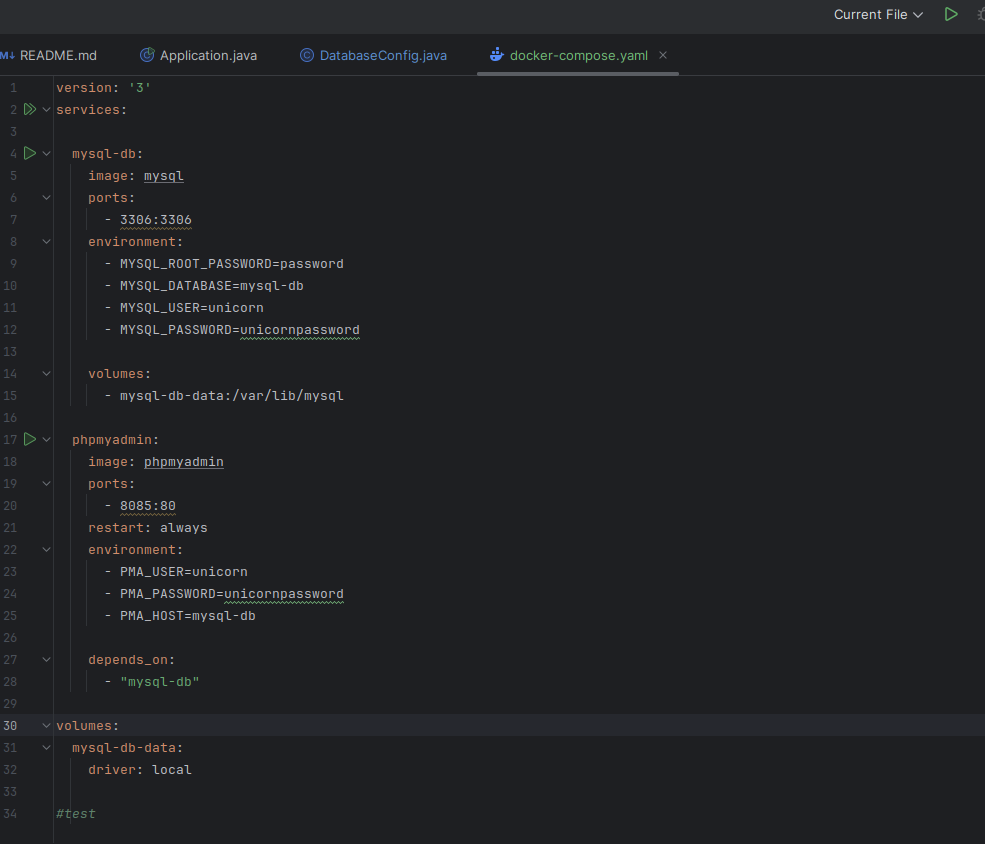 Current File
M↓ README.md Application.java DatabaseConfig.java docker-compose.yaml
1 version: '3'
2 services:
3
4 mysql-db:
5 image: mysql
6 ports:
7 - 3306:3306
8 environment:
9 - MYSQL_ROOT_PASSWORD=password
10 - MYSQL_DATABASE=mysql-db
11 - MYSQL_USER=unicorn
12 - MYSQL_PASSWORD=unicornpassword
13
14 volumes:
15 - mysql-db-data:/var/lib/mysql
16
17 phpmyadmin:
18 image: phpmyadmin
19 ports:
20 - 8085:80
21 restart: always
22 environment:
23 - PMA_USER=unicorn
24 - PMA_PASSWORD=unicornpassword
25 - PMA_HOST=mysql-db
26
27 depends_on:
28 - "mysql-db"
29
30 volumes:
31 mysql-db-data:
32 driver: local
33
34 #test